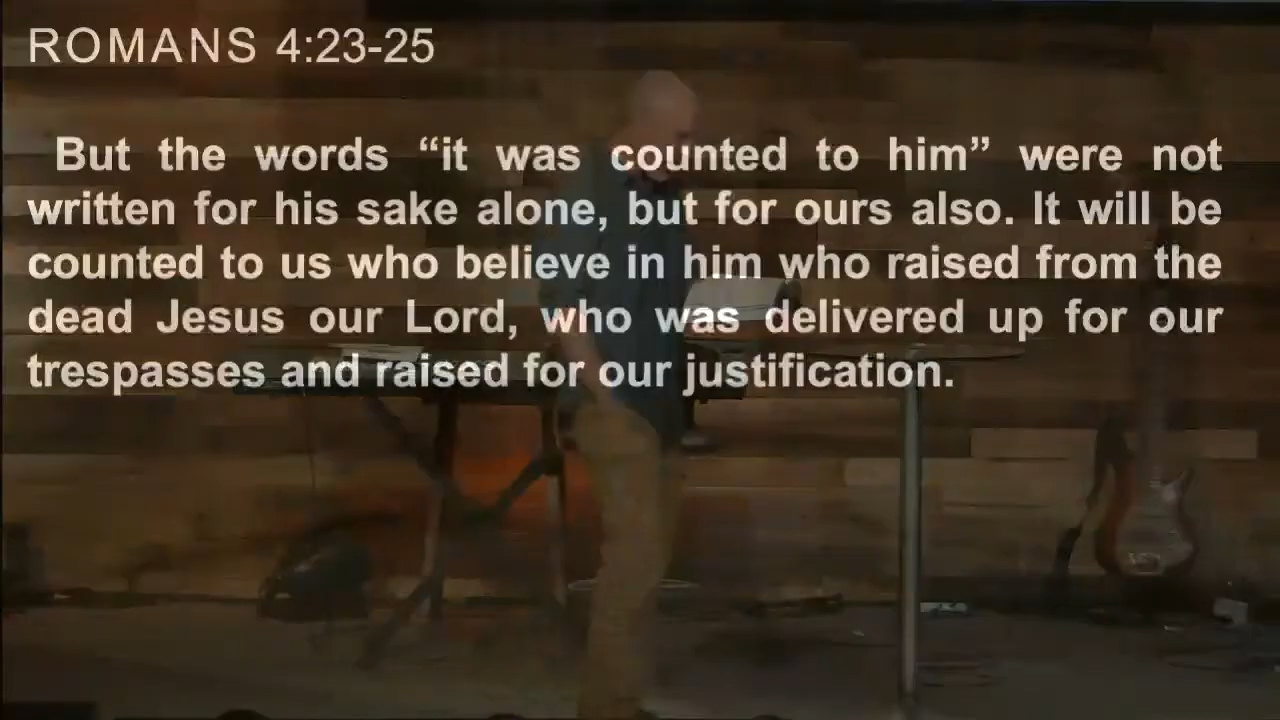 ROMANS 4:23-25
But the words “it was counted to him” were not
written for his sake alone, but for ours also. It will be
counted to us who believe in him who raised from the
dead Jesus our Lord, who was delivered up for our
trespasses and raised for our justification.